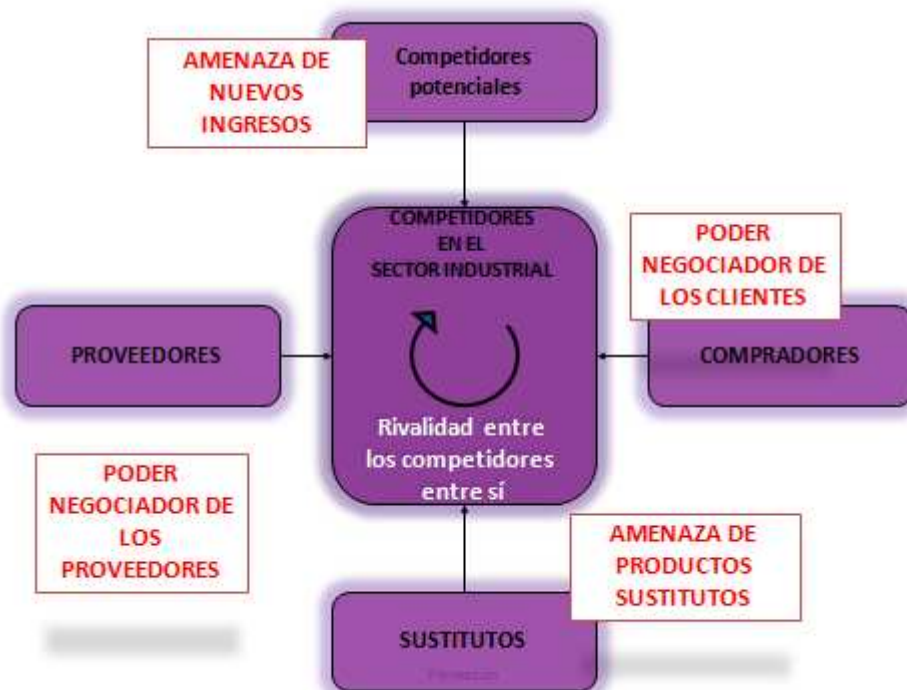 AMENAZA DE
NUEVOS
INGRESOS
Competidores
potenciales
COMPETIDORES
EN EL
SECTOR INDUSTRIAL
PODER
NEGOCIADOR DE
LOS CLIENTES
PROVEEDORES
COMPRADORES
Rivalidad entre
los competidores
entre sí
PODER
NEGOCIADOR DE
LOS
PROVEEDORES
AMENAZA DE
PRODUCTOS
SUSTITUTOS
SUSTITUTOS